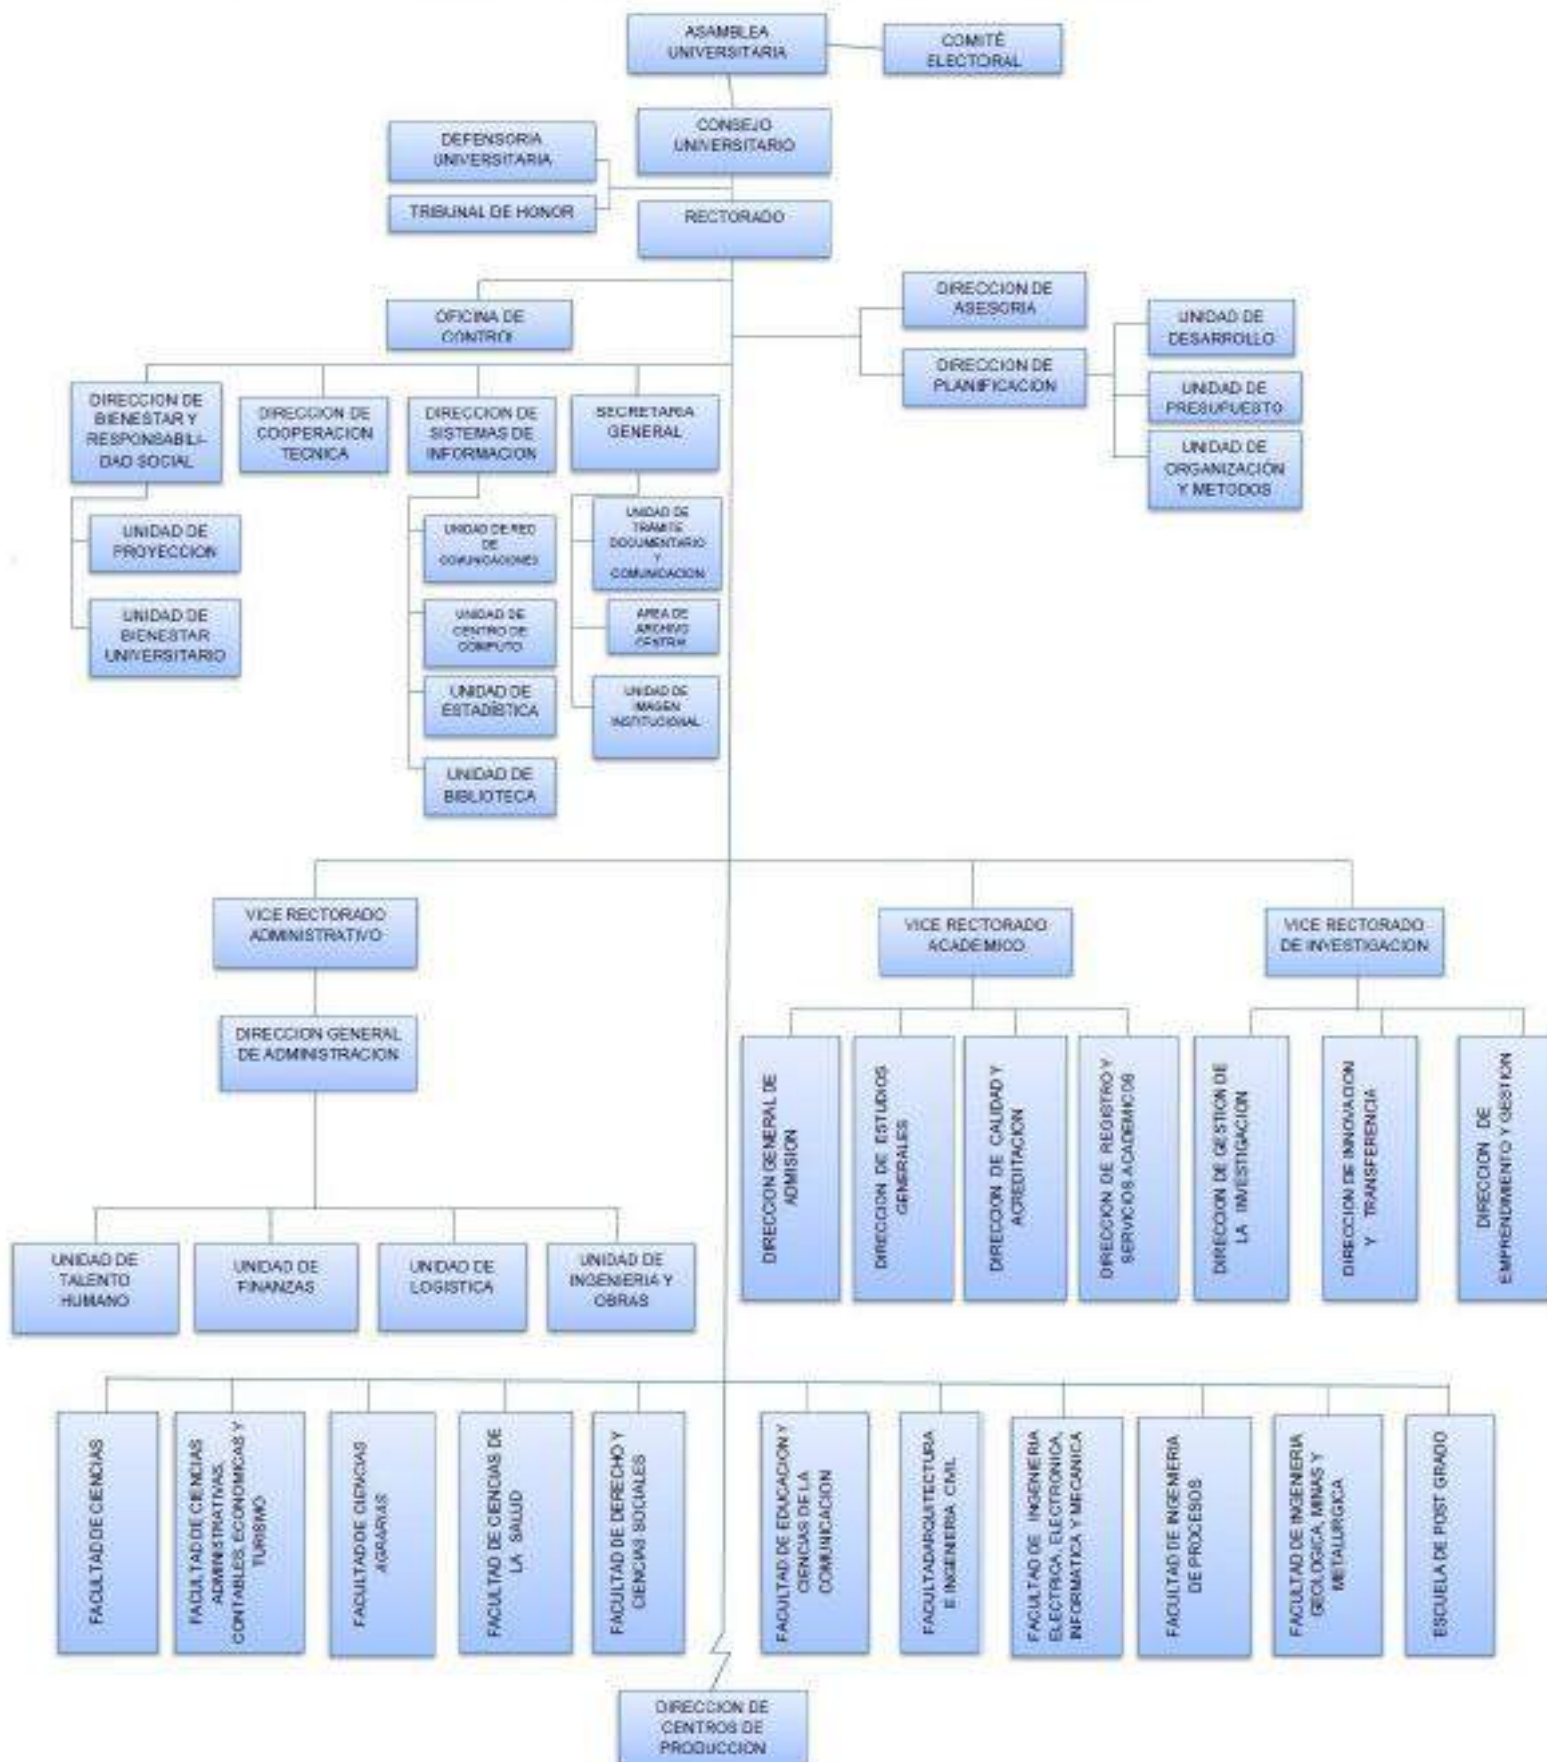 ASAMBLEA
UNIVERSITARIA
COMITÉ
ELECTORAL
CONSEJO
UNIVERSITARIO
DEFENSORIA
UNIVERSITARIA
TRIBUNAL DE HONOR
RECTORADO
OFICINA DE
CONTROL
DIRECCION DE
ASESORIA
DIRECCION DE
PLANIFICACION
UNIDAD DE
DESARROLLO
UNIDAD DE
PRESUPUESTO
UNIDAD DE
ORGANIZACIÓN
Y METODOS
DIRECCION DE
BIENESTAR Y
RESPONSABILI-
DAD SOCIAL
DIRECCION DE
COOPERACION
TECNICA
DIRECCION DE
SISTEMAS DE
INFORMACION
SECRETARIA
GENERAL
UNIDAD DE
PROYECCION
UNIDAD DE
BIENESTAR
UNIVERSITARIO
UNIDAD DE RED
DE
COMUNICACIONES
UNIDAD DE
CENTRO DE
COMPUTO
UNIDAD DE
ESTADÍSTICA
UNIDAD DE
BIBLIOTECA
UNIDAD DE
TRAMITE
DOCUMENTARIO
Y
COMUNICACION
AREA DE
ARCHIVO
CENTRAL
UNIDAD DE
IMAGEN
INSTITUCIONAL
VICE RECTORADO
ADMINISTRATIVO
VICE RECTORADO
ACADEMICO
VICE RECTORADO
DE INVESTIGACION
DIRECCION GENERAL
DE ADMINISTRACION
DIRECCION GENERAL DE
ADMISION
DIRECCION DE ESTUDIOS
GENERALES
DIRECCION DE CALIDAD Y
ACREDITACION
DIRECCION DE REGISTRO Y
SERVICIOS ACADEMICOS
DIRECCION DE GESTION DE
LA INVESTIGACION
DIRECCION DE INNOVACION
Y TRANSFERENCIA
DIRECCION DE
EMPRENDIMIENTO Y GESTION
UNIDAD DE
TALENTO
HUMANO
UNIDAD DE
FINANZAS
UNIDAD DE
LOGISTICA
UNIDAD DE
INGENIERIA Y
OBRAS
FACULTAD DE CIENCIAS
FACULTAD DE CIENCIAS
ADMINISTRATIVAS,
CONTABLES, ECONOMICAS Y
TURISMO
FACULTAD DE CIENCIAS
AGRARIAS
FACULTAD DE CIENCIAS DE
LA SALUD
FACULTAD DE DERECHO Y
CIENCIAS SOCIALES
FACULTAD DE EDUCACION Y
CIENCIAS DE LA
COMUNICACION
FACULTADARQUITECTURA
E INGENIERIA CIVIL
FACULTAD DE INGENIERIA
ELECTRICA, ELECTRONICA,
INFORMATICA Y MECANICA
FACULTAD DE INGENIERIA
DE PROCESOS
FACULTAD DE INGENIERIA
GEOLOGICA, MINAS Y
METALURGICA
ESCUELA DE POST GRADO
DIRECCION DE
CENTROS DE
PRODUCCION